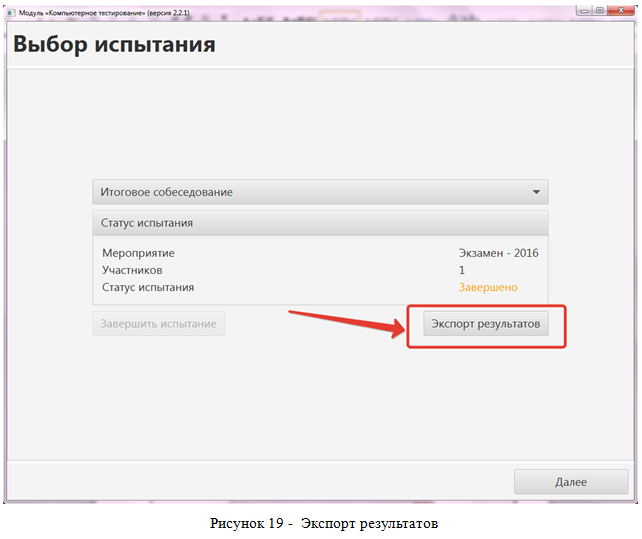 Модуль «Компьютерное тестирование» (версия 2.2.1)
Выбор испытания
Итоговое собеседование
Статус испытания
Мероприятие Экзамен - 2016
Участников 1
Статус испытания Завершено
Завершить испытание Экспорт результатов
Далее
Рисунок 19 - Экспорт результатов